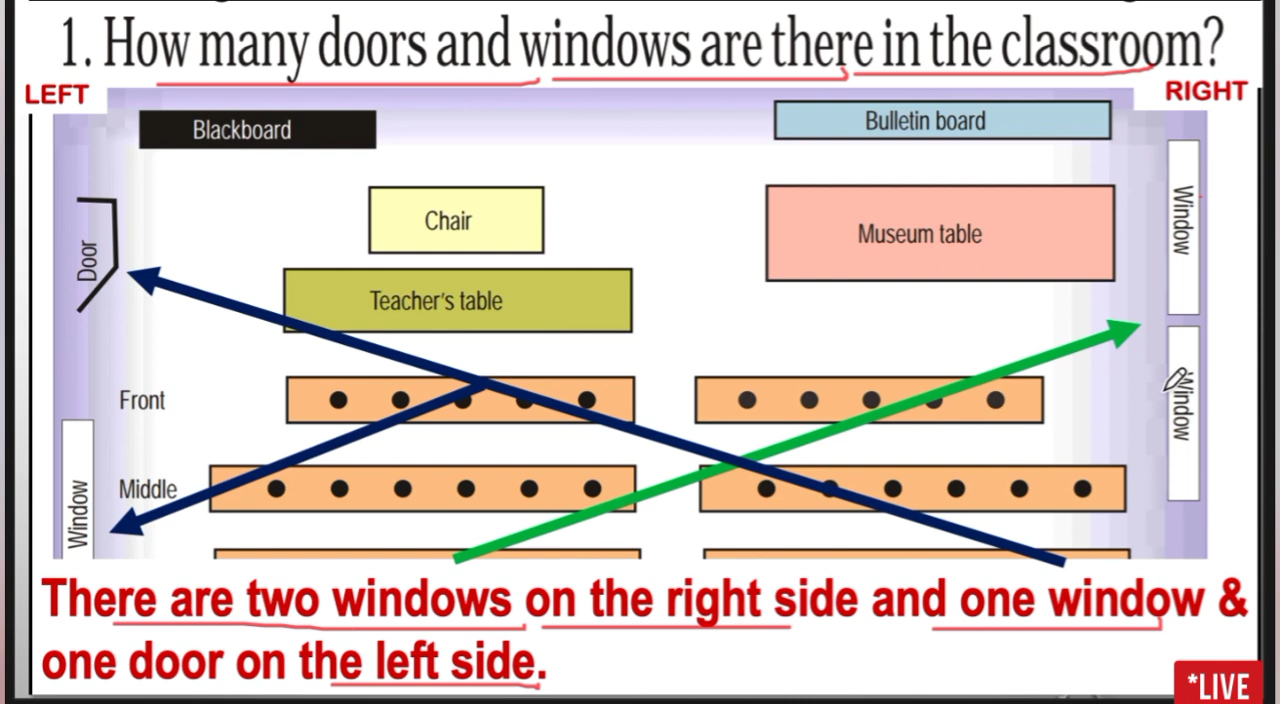 1. How many doors and windows are there in the classroom?
LEFT
RIGHT
Blackboard
Bulletin board
Door
Chair
Museum table
Window
Teacher's table
Front
Window
Middle
Window
There are two windows on the right side and one window &
one door on the left side.
*LIVE